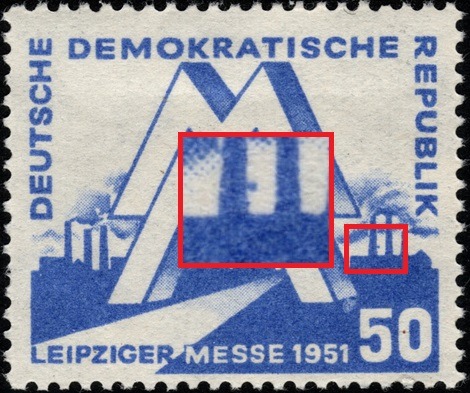 DEUTSCHE DEMOKRATISCHE REPUBLIK
LEIPZIGER MESSE 1951 50